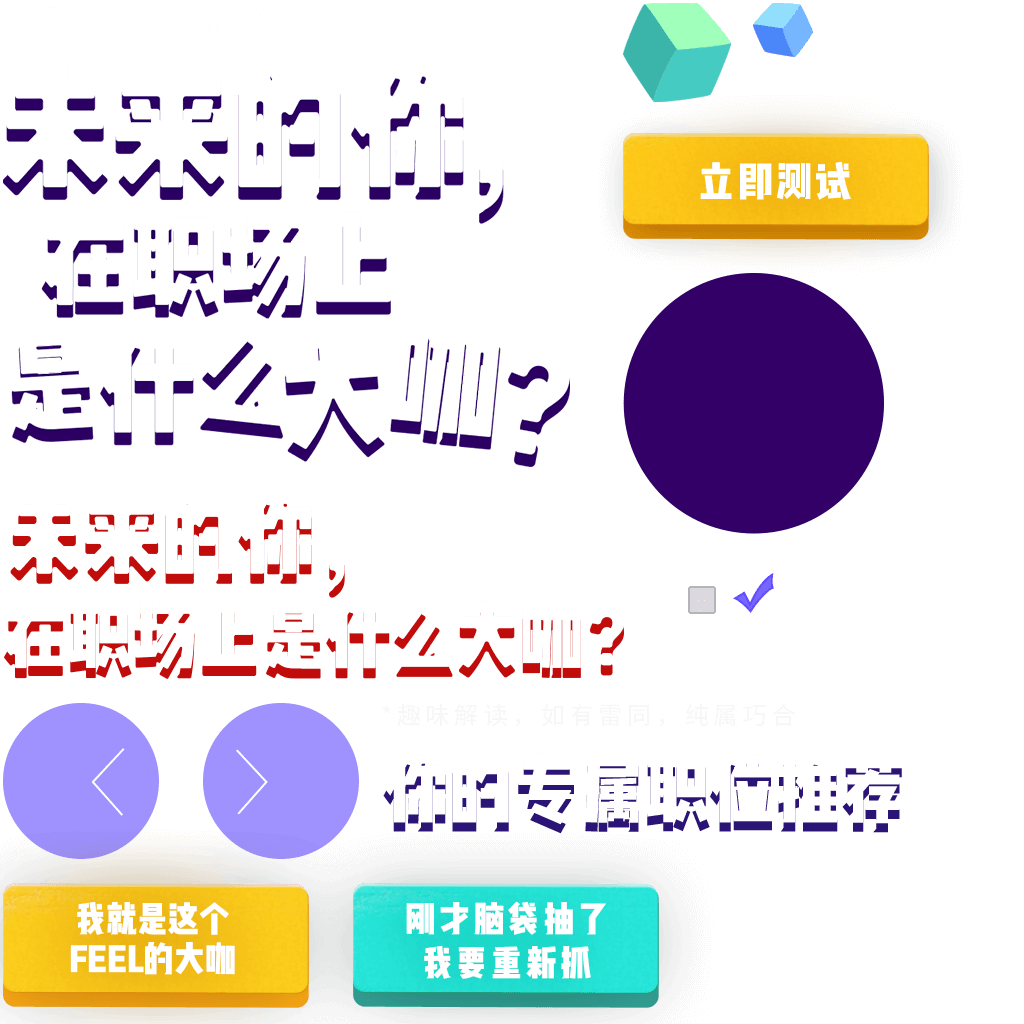 未来的你，
在职场上
是什么大咖？
立即测试
未来的你，
在职场上是什么大咖？
*趣味解读，如有雷同，纯属巧合
你的专属职位推荐
我就是这个
FEEL的大咖
刚才脑袋抽了
我要重新抓